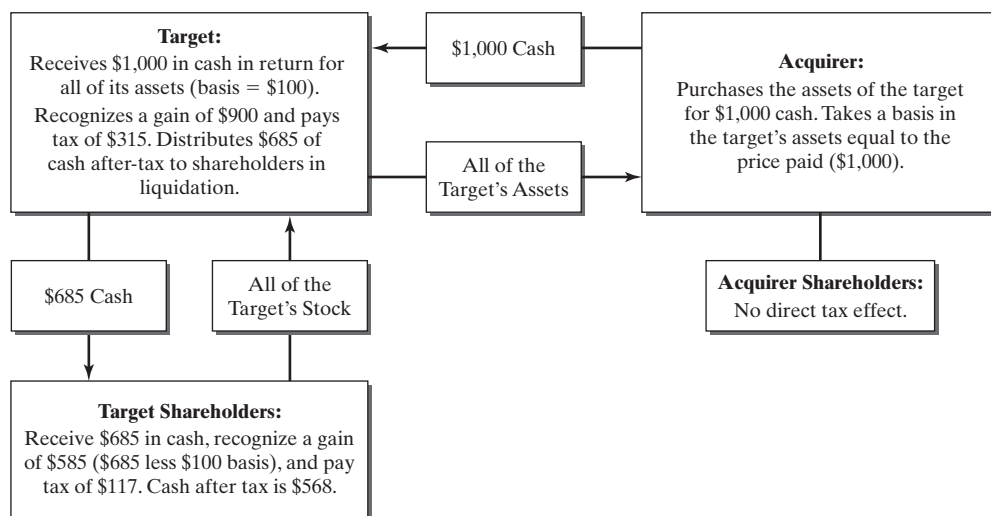 Target:
Receives $1,000 in cash in return for
all of its assets (basis = $100).
Recognizes a gain of $900 and pays
tax of $315. Distributes $685 of
cash after-tax to shareholders in
liquidation.
$1,000 Cash
Acquirer:
Purchases the assets of the target
for $1,000 cash. Takes a basis in
the target's assets equal to the
price paid ($1,000).
All of the
Target's Assets
$685 Cash
All of the
Target's Stock
Acquirer Shareholders:
No direct tax effect.
Target Shareholders:
Receive $685 in cash, recognize a gain
of $585 ($685 less $100 basis), and pay
tax of $117. Cash after tax is $568.